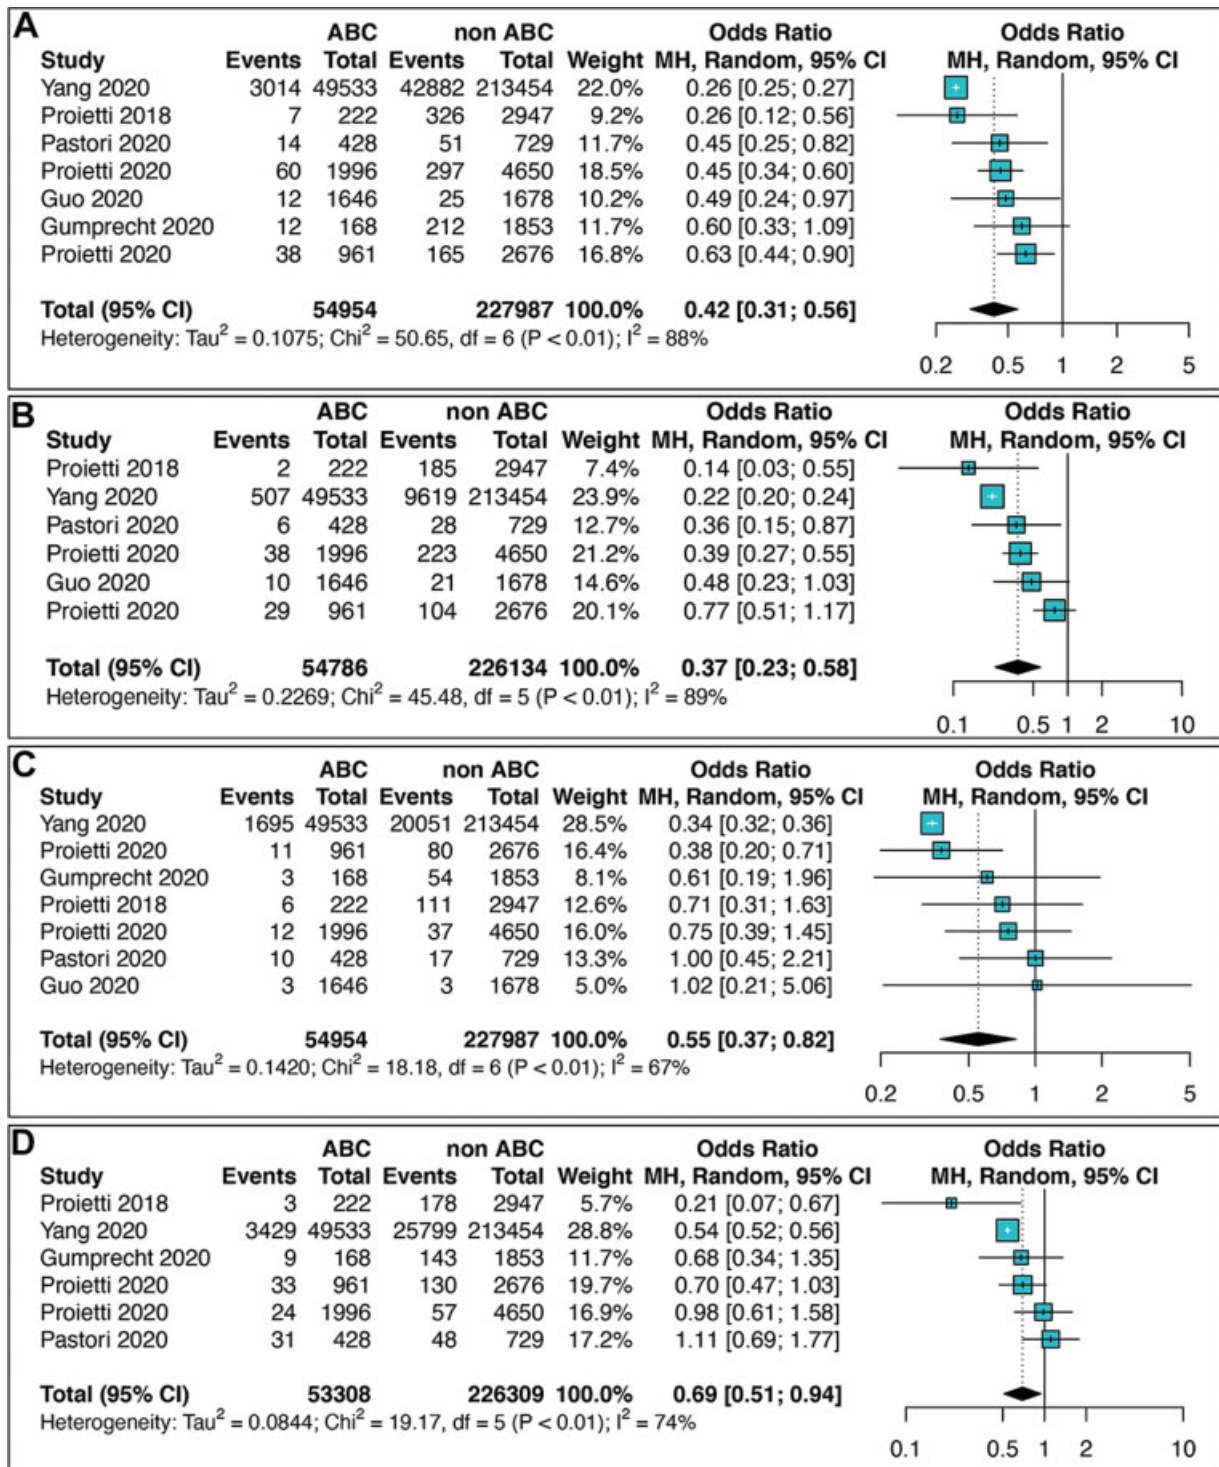 A
ABC non ABC Odds Ratio Odds Ratio
Study Events Total Events Total Weight MH, Random, 95% CI MH, Random, 95% CI
Yang 2020 3014 49533 42882 213454 22.0% 0.26 [0.25; 0.27]
Proietti 2018 7 222 326 2947 9.2% 0.26 [0.12; 0.56]
Pastori 2020 14 428 51 729 11.7% 0.45 [0.25; 0.82]
Proietti 2020 60 1996 297 4650 18.5% 0.45 [0.34; 0.60]
Guo 2020 12 1646 25 1678 10.2% 0.49 [0.24; 0.97]
Gumprecht 2020 12 168 212 1853 11.7% 0.60 [0.33; 1.09]
Proietti 2020 38 961 165 2676 16.8% 0.63 [0.44; 0.90]
Total (95% CI) 54954 227987 100.0% 0.42 [0.31; 0.56]
Heterogeneity: Tau² = 0.1075; Chi² = 50.65, df = 6 (P < 0.01); I² = 88%
0.2 0.5 1 2 5
B
ABC non ABC Odds Ratio Odds Ratio
Study Events Total Events Total Weight MH, Random, 95% CI MH, Random, 95% CI
Proietti 2018 2 222 185 2947 7.4% 0.14 [0.03; 0.55]
Yang 2020 507 49533 9619 213454 23.9% 0.22 [0.20; 0.24]
Pastori 2020 6 428 28 729 12.7% 0.36 [0.15; 0.87]
Proietti 2020 38 1996 223 4650 21.2% 0.39 [0.27; 0.55]
Guo 2020 10 1646 21 1678 14.6% 0.48 [0.23; 1.03]
Proietti 2020 29 961 104 2676 20.1% 0.77 [0.51; 1.17]
Total (95% CI) 54786 226134 100.0% 0.37 [0.23; 0.58]
Heterogeneity: Tau² = 0.2269; Chi² = 45.48, df = 5 (P < 0.01); I² = 89%
0.1 0.5 1 2 10
C
ABC non ABC Odds Ratio Odds Ratio
Study Events Total Events Total Weight MH, Random, 95% CI MH, Random, 95% CI
Yang 2020 1695 49533 20051 213454 28.5% 0.34 [0.32; 0.36]
Proietti 2020 11 961 80 2676 16.4% 0.38 [0.20; 0.71]
Gumprecht 2020 3 168 54 1853 8.1% 0.61 [0.19; 1.96]
Proietti 2018 6 222 111 2947 12.6% 0.71 [0.31; 1.63]
Proietti 2020 12 1996 37 4650 16.0% 0.75 [0.39; 1.45]
Pastori 2020 10 428 17 729 13.3% 1.00 [0.45; 2.21]
Guo 2020 3 1646 3 1678 5.0% 1.02 [0.21; 5.06]
Total (95% CI) 54954 227987 100.0% 0.55 [0.37; 0.82]
Heterogeneity: Tau² = 0.1420; Chi² = 18.18, df = 6 (P < 0.01); I² = 67%
0.2 0.5 1 2 5
D
ABC non ABC Odds Ratio Odds Ratio
Study Events Total Events Total Weight MH, Random, 95% CI MH, Random, 95% CI
Proietti 2018 3 222 178 2947 5.7% 0.21 [0.07; 0.67]
Yang 2020 3429 49533 25799 213454 28.8% 0.54 [0.52; 0.56]
Gumprecht 2020 9 168 143 1853 11.7% 0.68 [0.34; 1.35]
Proietti 2020 33 961 130 2676 19.7% 0.70 [0.47; 1.03]
Proietti 2020 24 1996 57 4650 16.9% 0.98 [0.61; 1.58]
Pastori 2020 31 428 48 729 17.2% 1.11 [0.69; 1.77]
Total (95% CI) 53308 226309 100.0% 0.69 [0.51; 0.94]
Heterogeneity: Tau² = 0.0844; Chi² = 19.17, df = 5 (P < 0.01); I² = 74%
0.1 0.5 1 2 10